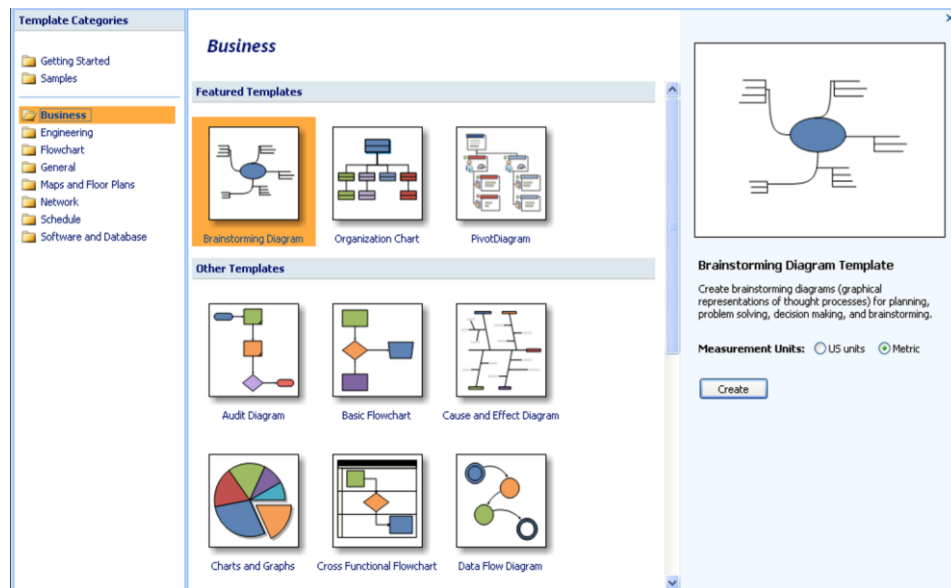 Template Categories
Getting Started
Samples
Business
Engineering
Flowchart
General
Maps and Floor Plans
Network
Schedule
Software and Database
Business
Featured Templates
Brainstorming Diagram
Organization Chart
PivotDiagram
Other Templates
Audit Diagram
Basic Flowchart
Cause and Effect Diagram
Charts and Graphs
Cross Functional Flowchart
Data Flow Diagram
Brainstorming Diagram Template
Create brainstorming diagrams (graphical
representations of thought processes) for planning,
problem solving, decision making, and brainstorming.
Measurement Units: US units Metric
Create